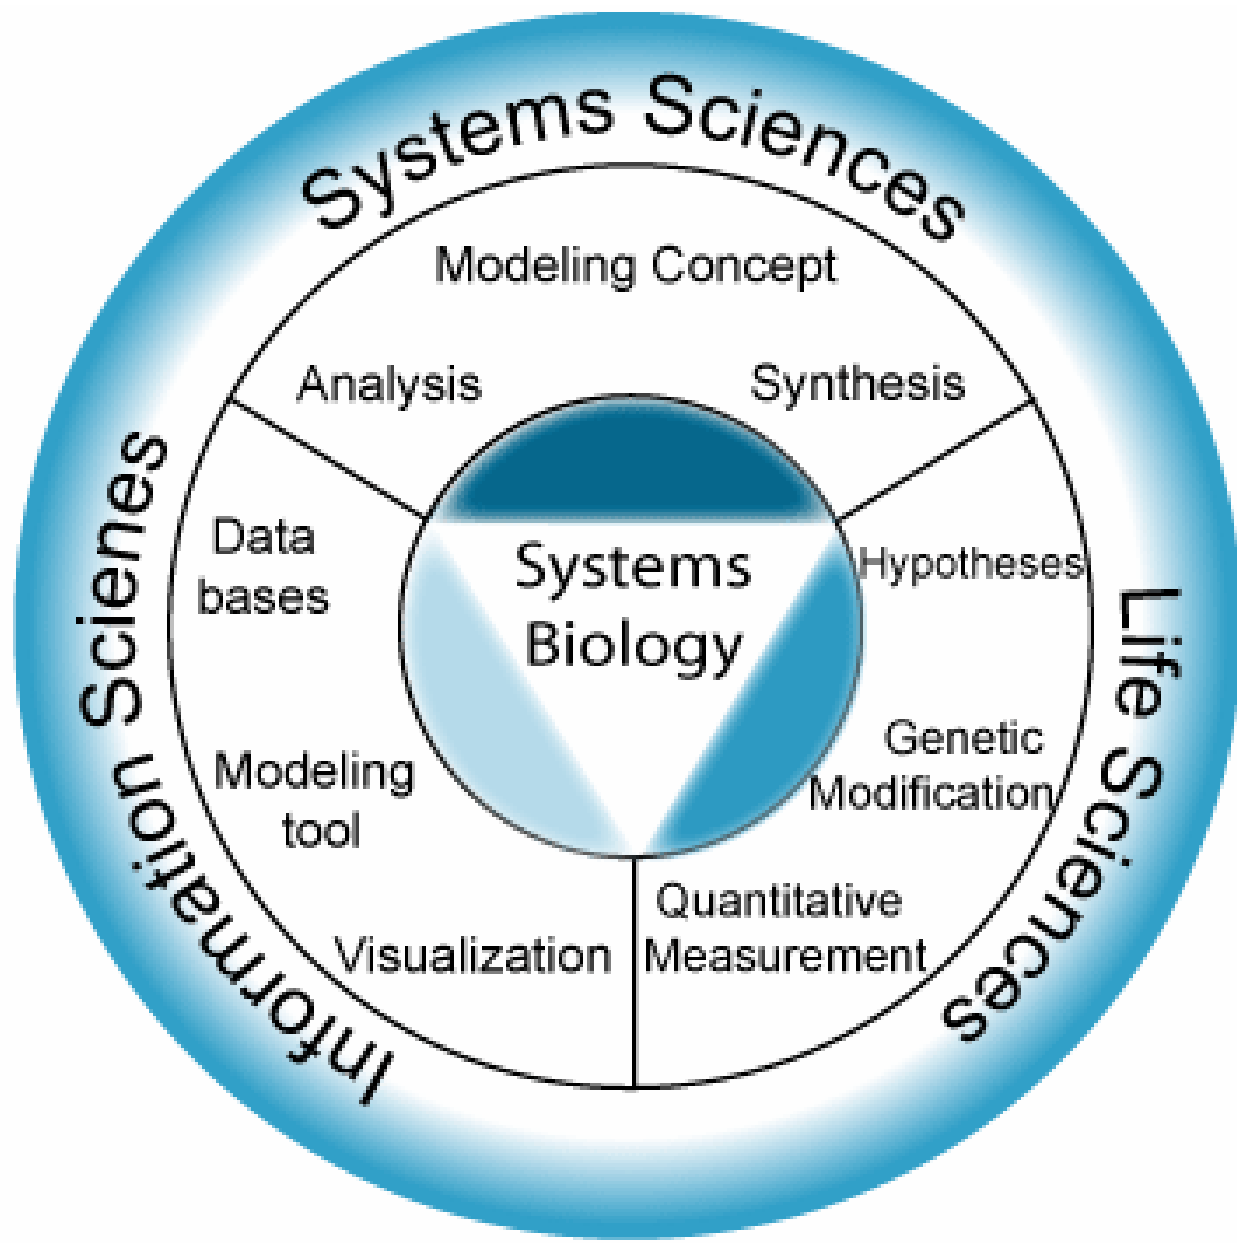 Systems Sciences
Modeling Concept
Analysis
Synthesis
Data
bases
Systems
Biology
Hypotheses
Information Scienes
Life Sciences
Modeling
tool
Genetic
Modification
Visualization
Quantitative
Measurement